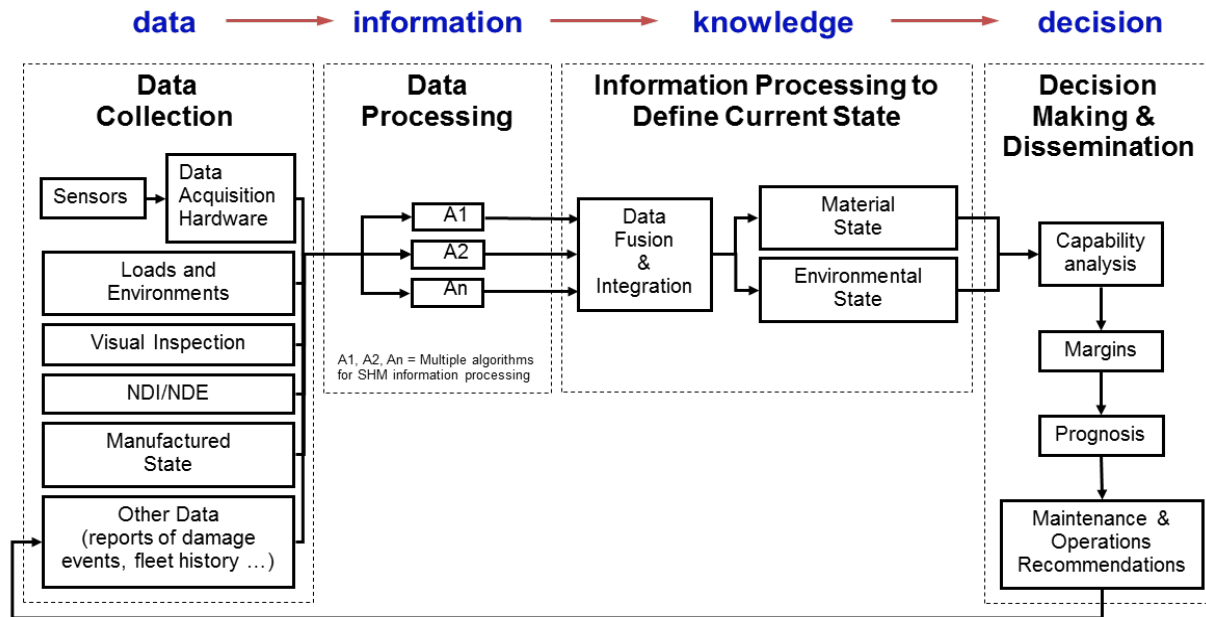 data
information
knowledge
decision
Data
Collection
Data
Processing
Information Processing to
Define Current State
Decision
Making &
Dissemination
Sensors
Data
Acquisition
Hardware
Loads and
Environments
Visual Inspection
NDI/NDE
Manufactured
State
Other Data
(reports of damage
events, fleet history …)
A1
A2
An
A1, A2, An = Multiple algorithms
for SHM information processing
Data
Fusion
&
Integration
Material
State
Environmental
State
Capability
analysis
Margins
Prognosis
Maintenance &
Operations
Recommendations